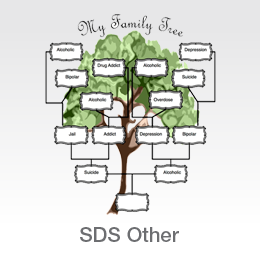 My Family Tree
Alcoholic
Depression
Drug Addict
Alcoholic
Bipolar
Suicide
Alcoholic
Overdose
Jail
Addict
Depression
Bipolar
Suicide
Alcoholic
SDS Other